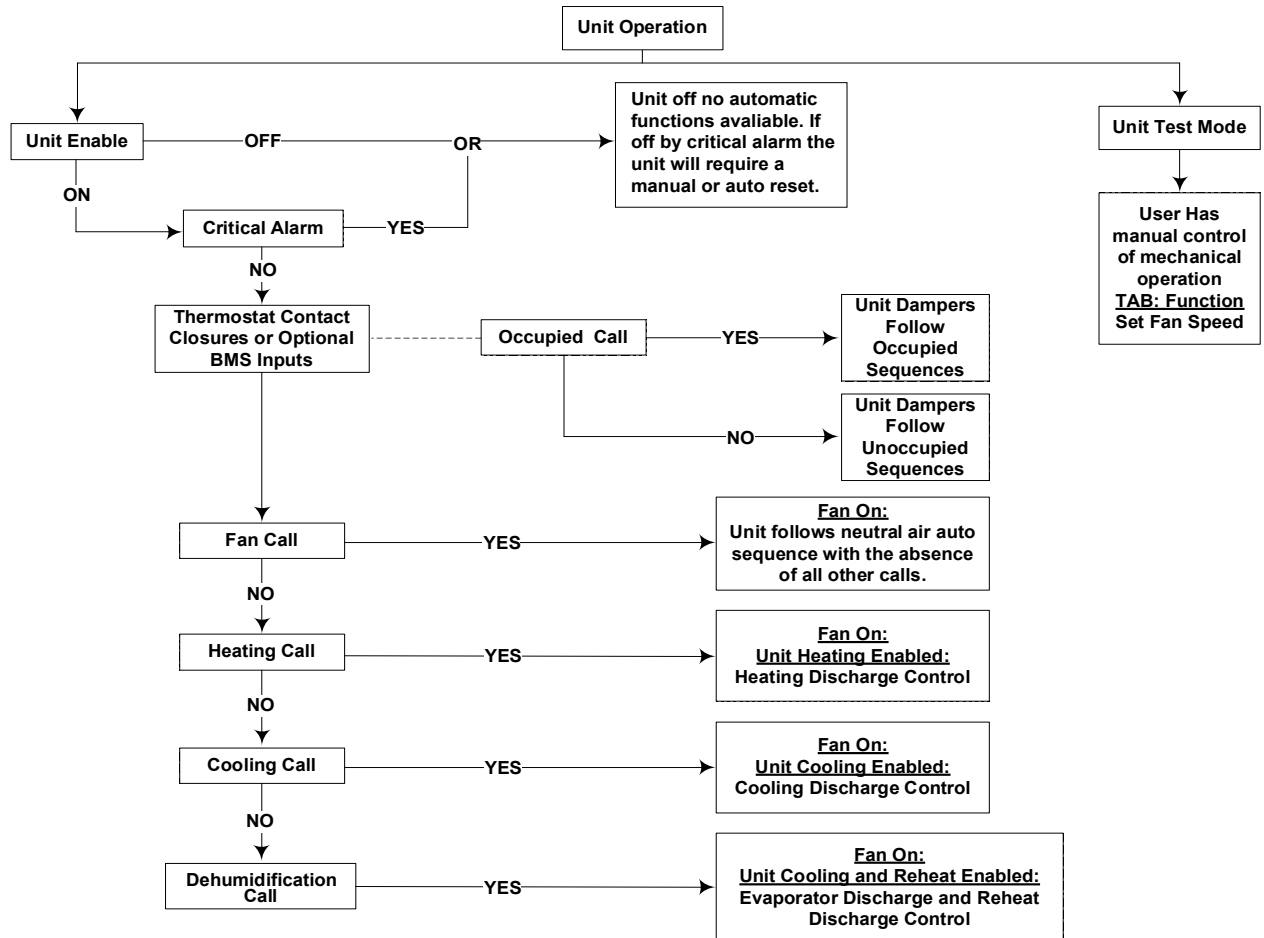 Unit Operation
Unit Enable
OFF
OR
Unit off no automatic
functions avaliable. If
off by critical alarm the
unit will require a
manual or auto reset.
Unit Test Mode
ON
Critical Alarm
YES
User Has
manual control
of mechanical
operation
TAB: Function
Set Fan Speed
NO
Thermostat Contact
Closures or Optional
BMS Inputs
Occupied Call
YES
Unit Dampers
Follow
Occupied
Sequences
NO
Unit Dampers
Follow
Unoccupied
Sequences
Fan Call
YES
Fan On:
Unit follows neutral air auto
sequence with the absence
of all other calls.
NO
Heating Call
YES
Fan On:
Unit Heating Enabled:
Heating Discharge Control
NO
Cooling Call
YES
Fan On:
Unit Cooling Enabled:
Cooling Discharge Control
NO
Dehumidification
Call
YES
Fan On:
Unit Cooling and Reheat Enabled:
Evaporator Discharge and Reheat
Discharge Control